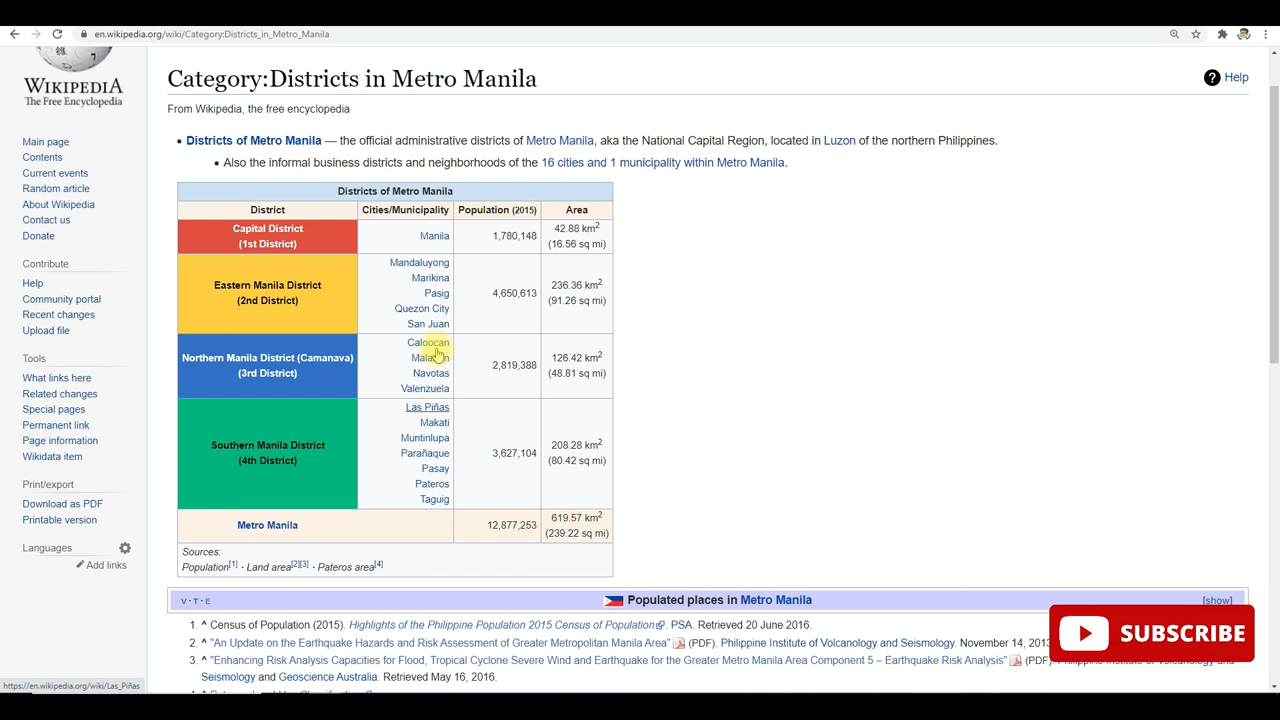 en.wikipedia.org/wiki/Category:Districts_in_Metro_Manila
WIKIPEDIA
The Free Encyclopedia
Main page
Contents
Current events
Random article
About Wikipedia
Contact us
Donate
Contribute
Help
Community portal
Recent changes
Upload file
Tools
What links here
Related changes
Special pages
Permanent link
Page information
Wikidata item
Print/export
Download as PDF
Printable version
Languages
Add links
Category:Districts in Metro Manila
Help
From Wikipedia, the free encyclopedia
• Districts of Metro Manila — the official administrative districts of Metro Manila, aka the National Capital Region, located in Luzon of the northern Philippines.
• Also the informal business districts and neighborhoods of the 16 cities and 1 municipality within Metro Manila.
Districts of Metro Manila
District Cities/Municipality Population (2015) Area
Capital District
(1st District)
Manila
1,780,148
42.88 km2
(16.56 sq mi)
Eastern Manila District
(2nd District)
Mandaluyong
Marikina
Pasig
Quezon City
San Juan
4,650,613
236.36 km2
(91.26 sq mi)
Northern Manila District (Camanava)
(3rd District)
Caloocan
Navotas
Valenzuela
2,819,388
126.42 km2
(48.81 sq mi)
Southern Manila District
(4th District)
Las Piñas
Makati
Muntinlupa
Parañaque
Pasay
Pateros
Taguig
3,627,104
208.28 km2
(80.42 sq mi)
Metro Manila
12,877,253
619.57 km2
(239.22 sq mi)
Sources:
Population[1] · Land area[2][3] · Pateros area[4]
V · T · E Populated places in Metro Manila [show]
1. ^ Census of Population (2015). Highlights of the Philippine Population 2015 Census of Population. PSA. Retrieved 20 June 2016.
2. ^ "An Update on the Earthquake Hazards and Risk Assessment of Greater Metropolitan Manila Area" (PDF). Philippine Institute of Volcanology and Seismology. November 14, 2013
3. ^ "Enhancing Risk Analysis Capacities for Flood, Tropical Cyclone Severe Wind and Earthquake for the Greater Metro Manila Area Component 5 – Earthquake Risk Analysis" (PDF). Philippine Institute of Volcanology and
Seismology and Geoscience Australia. Retrieved May 16, 2016.
SUBSCRIBE
https://en.wikipedia.org/wiki/Las_Piñas